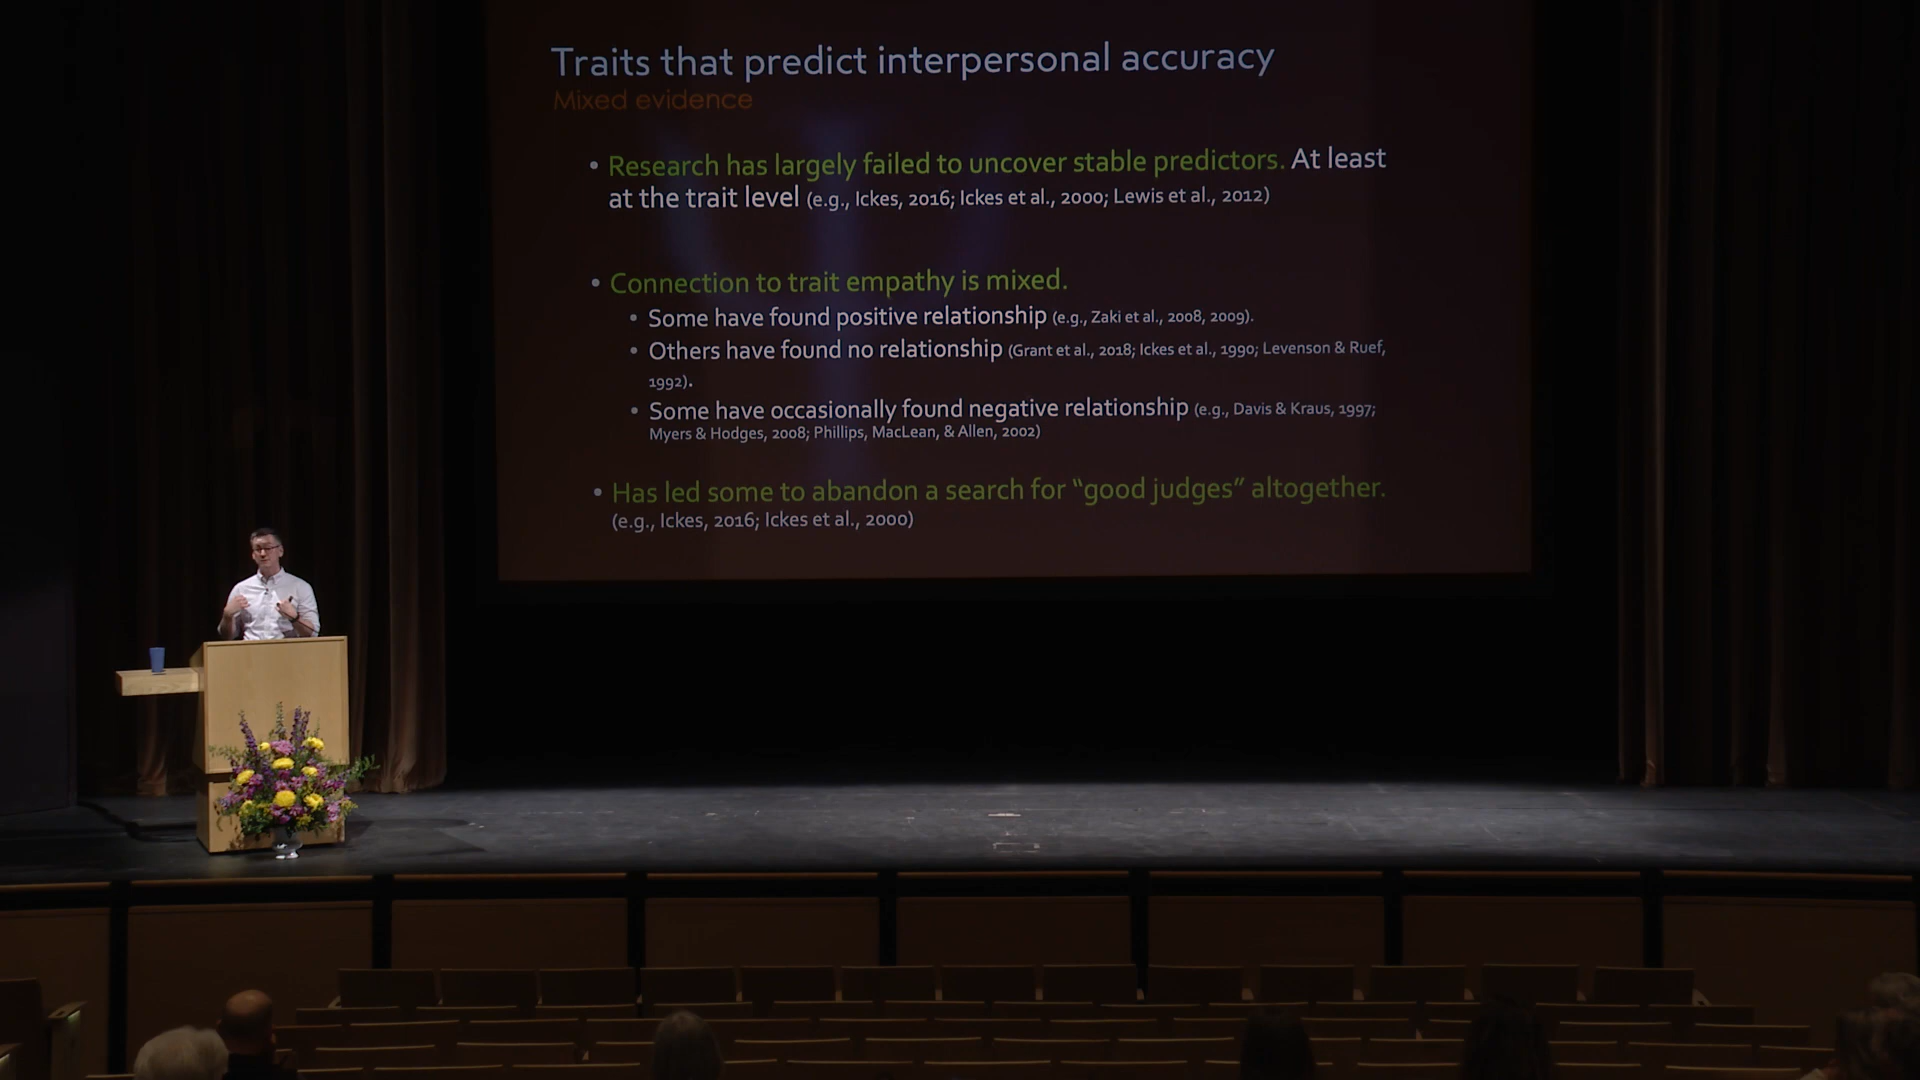 Traits that predict interpersonal accuracy
Mixed evidence
• Research has largely failed to uncover stable predictors. At least
at the trait level (e.g., Ickes, 2016; Ickes et al., 2000; Lewis et al., 2012)
• Connection to trait empathy is mixed.
• Some have found positive relationship (e.g., Zaki et al., 2008, 2009).
• Others have found no relationship (Grant et al., 2018; Ickes et al., 1990; Levenson & Ruef,
1992).
• Some have occasionally found negative relationship (e.g., Davis & Kraus, 1997;
Myers & Hodges, 2008; Phillips, MacLean, & Allen, 2002)
• Has led some to abandon a search for “good judges” altogether.
(e.g., Ickes, 2016; Ickes et al., 2000)